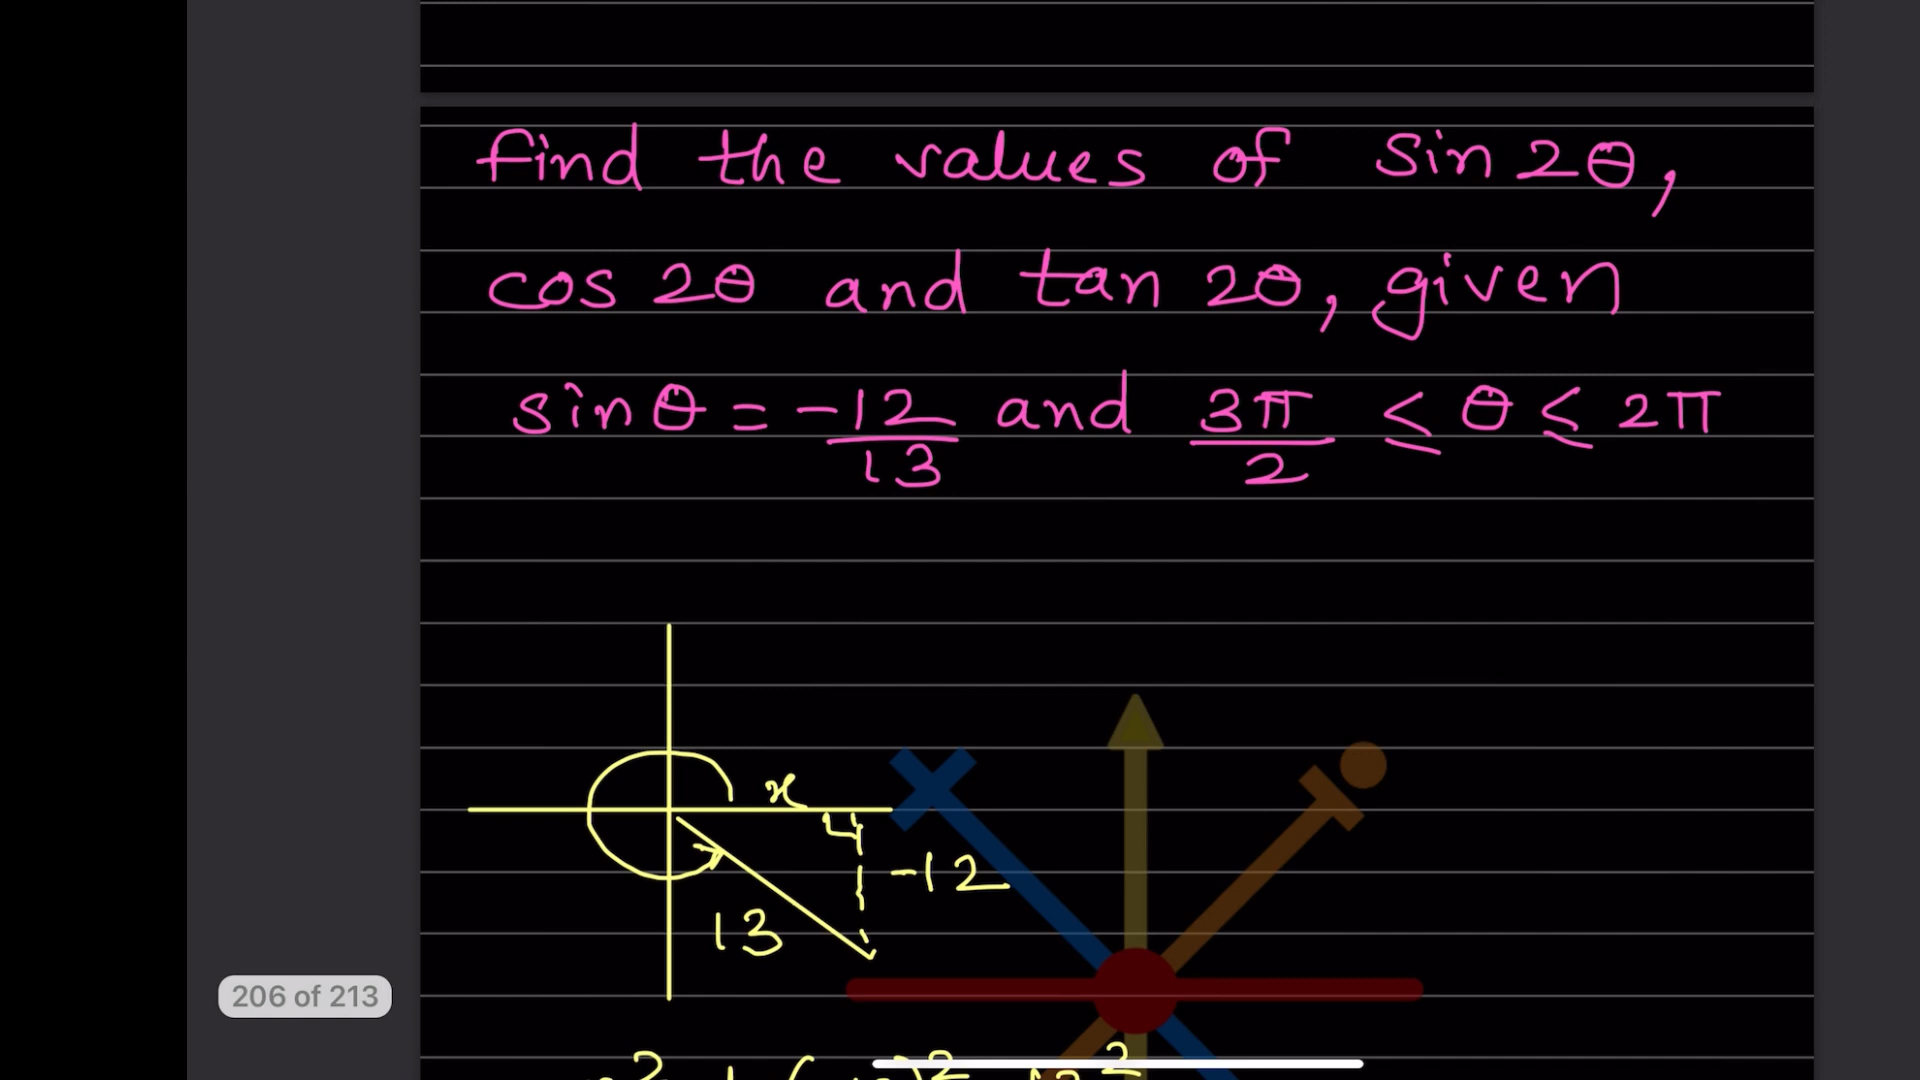 find the values of sin 2θ,
cos 2θ and tan 2θ, given
sin θ = -12/13 and 3π/2 ≤ θ ≤ 2π
x
-12
13
206 of 213